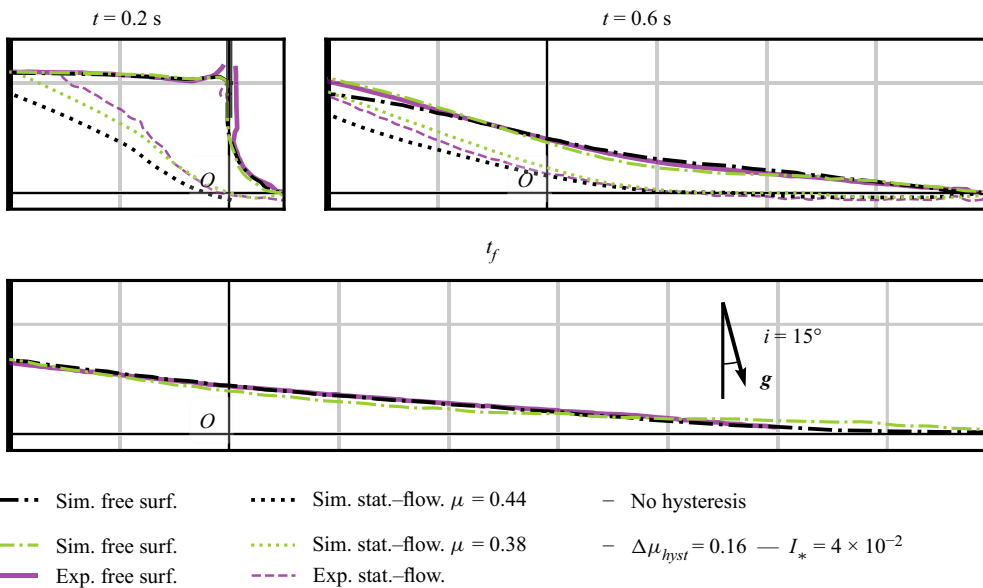 t = 0.2 s
t = 0.6 s
O
O
t_f
i = 15°
g
O
Sim. free surf.
Sim. stat.–flow. μ = 0.44
– No hysteresis
Sim. free surf.
Sim. stat.–flow. μ = 0.38
– Δμ_hyst = 0.16 — I_* = 4 × 10⁻²
Exp. free surf.
Exp. stat.–flow.